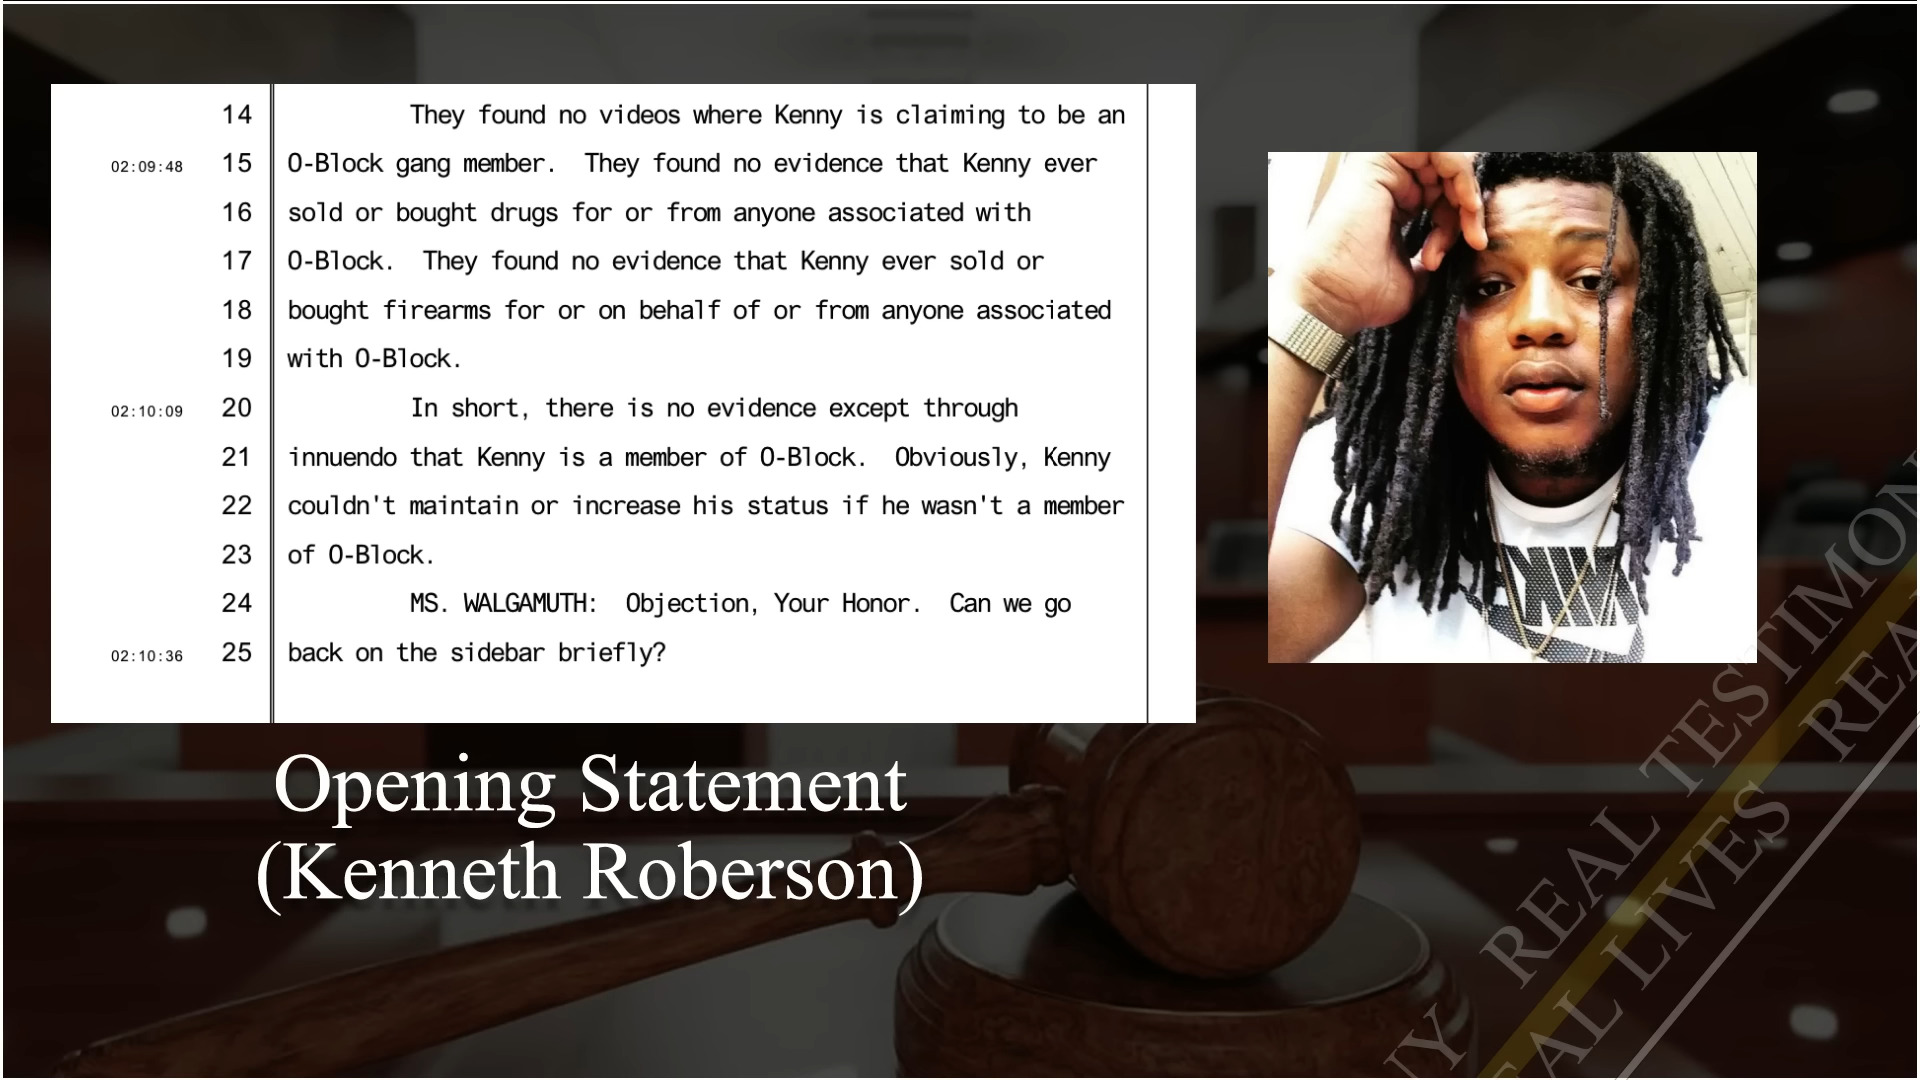 14 They found no videos where Kenny is claiming to be an
02:09:48 15 O-Block gang member. They found no evidence that Kenny ever
16 sold or bought drugs for or from anyone associated with
17 O-Block. They found no evidence that Kenny ever sold or
18 bought firearms for or on behalf of or from anyone associated
19 with O-Block.
02:10:09 20 In short, there is no evidence except through
21 innuendo that Kenny is a member of O-Block. Obviously, Kenny
22 couldn't maintain or increase his status if he wasn't a member
23 of O-Block.
24 MS. WALGAMUTH: Objection, Your Honor. Can we go
02:10:36 25 back on the sidebar briefly?
Opening Statement
(Kenneth Roberson)
REAL
REAL LIVES